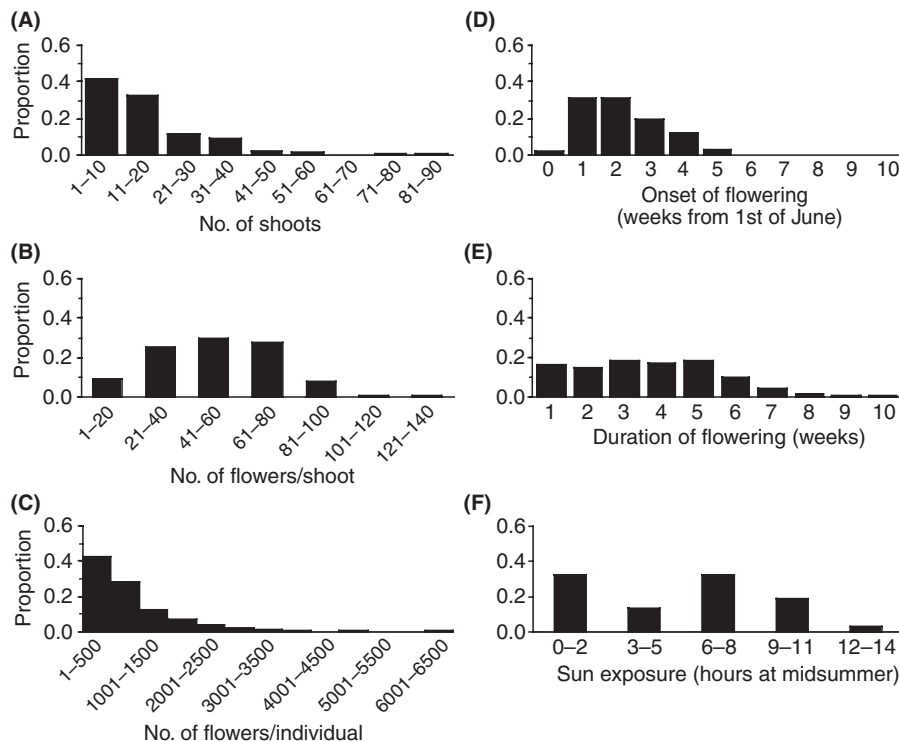 (A)
Proportion
0.6
0.4
0.2
0.0
1–10
11–20
21–30
31–40
41–50
51–60
61–70
71–80
81–90
No. of shoots
(B)
Proportion
0.6
0.4
0.2
0.0
1–20
21–40
41–60
61–80
81–100
101–120
121–140
No. of flowers/shoot
(C)
Proportion
0.6
0.4
0.2
0.0
1–500
1001–1500
2001–2500
3001–3500
4001–4500
5001–5500
6001–6500
No. of flowers/individual
(D)
0.6
0.4
0.2
0.0
0 1 2 3 4 5 6 7 8 9 10
Onset of flowering
(weeks from 1st of June)
(E)
0.6
0.4
0.2
0.0
1 2 3 4 5 6 7 8 9 10
Duration of flowering (weeks)
(F)
0.6
0.4
0.2
0.0
0–2 3–5 6–8 9–11 12–14
Sun exposure (hours at midsummer)